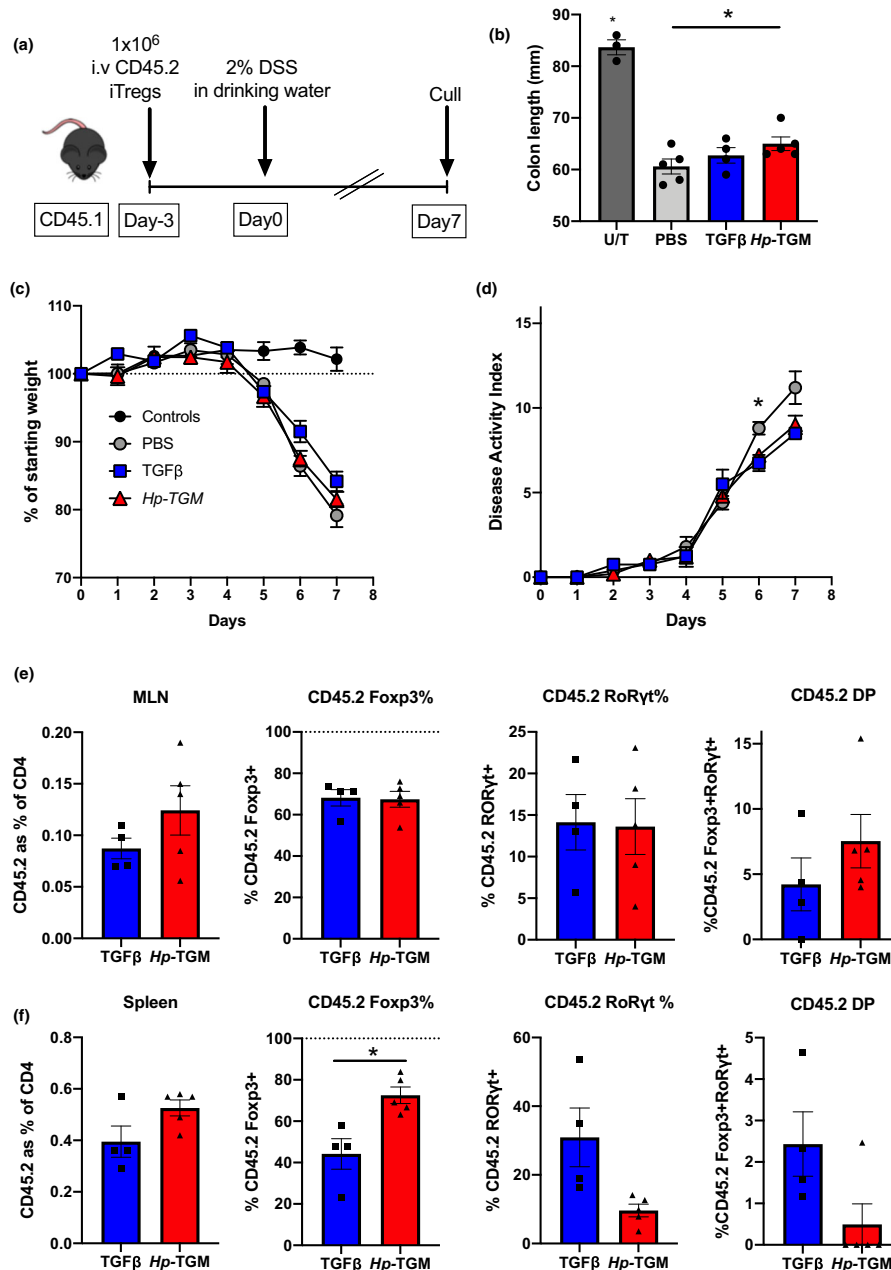 (a)
1x10⁶
i.v CD45.2
iTregs
2% DSS
in drinking water
Cull
CD45.1
Day-3
Day0
Day7
(b)
Colon length (mm)
90
80
70
60
50
*
*
U/T
PBS
TGFβ
Hp-TGM
(c)
% of starting weight
110
100
90
80
70
Controls
PBS
TGFβ
Hp-TGM
0 1 2 3 4 5 6 7 8
Days
(d)
Disease Activity Index
15
10
5
0
*
0 1 2 3 4 5 6 7 8
Days
(e)
MLN
CD45.2 as % of CD4
0.20
0.15
0.10
0.05
0.00
TGFβ Hp-TGM
CD45.2 Foxp3%
% CD45.2 Foxp3+
100
80
60
40
20
0
TGFβ Hp-TGM
CD45.2 RoRγt%
% CD45.2 RORγt+
25
20
15
10
5
0
TGFβ Hp-TGM
CD45.2 DP
%CD45.2 Foxp3+RoRγt+
15
10
5
0
TGFβ Hp-TGM
(f)
Spleen
CD45.2 as % of CD4
0.8
0.6
0.4
0.2
0.0
TGFβ Hp-TGM
CD45.2 Foxp3%
% CD45.2 Foxp3+
100
80
60
40
20
0
*
TGFβ Hp-TGM
CD45.2 RoRγt %
% CD45.2 RORγt+
60
40
20
0
TGFβ Hp-TGM
CD45.2 DP
%CD45.2 Foxp3+RoRγt+
5
4
3
2
1
0
TGFβ Hp-TGM